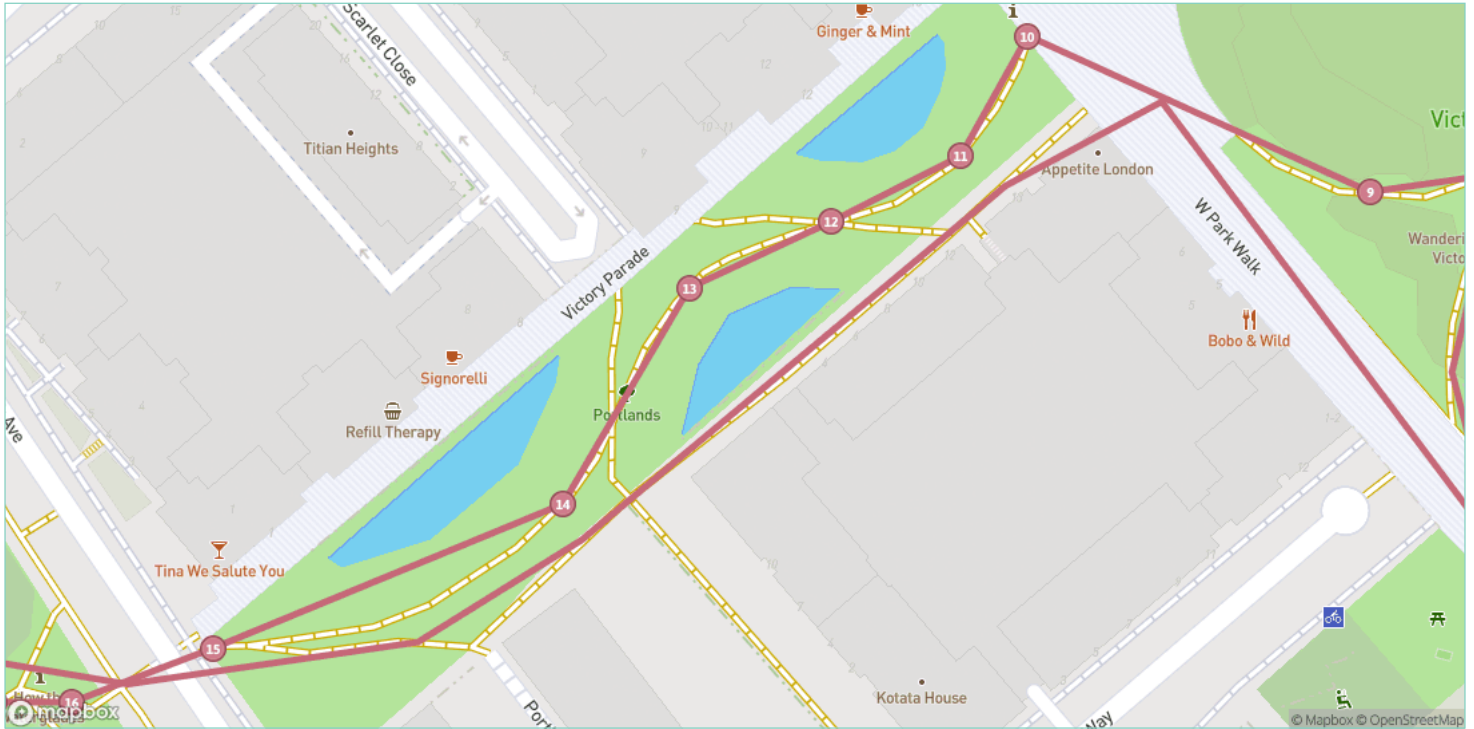 Scarlet Close
Ginger & Mint
10
Vict
Titian Heights
11
Appetite London
9
12
W Park Walk
Wanderi
Victo
Victory Parade
13
Bobo & Wild
Signorelli
Portlands
Ave
Refill Therapy
14
Tina We Salute You
15
Kotata House
16
mapbox
Port
Way
© Mapbox © OpenStreetMap